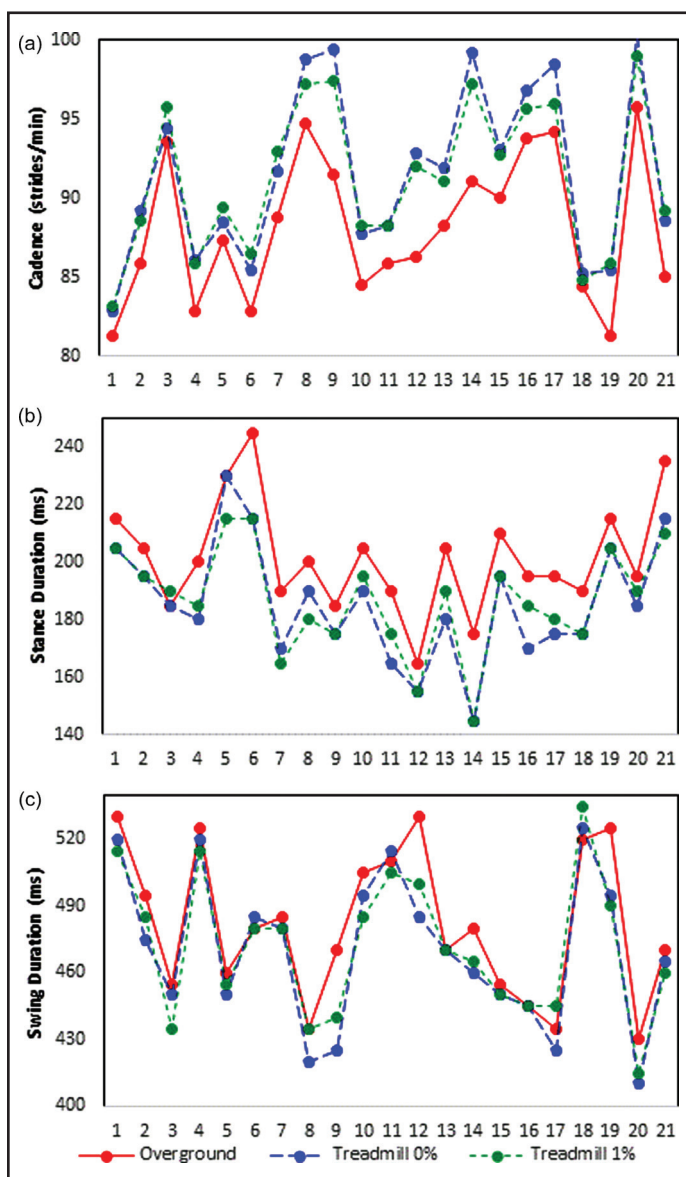 (a)
Cadence (strides/min)
100
95
90
85
80
1 2 3 4 5 6 7 8 9 10 11 12 13 14 15 16 17 18 19 20 21
(b)
Stance Duration (ms)
240
220
200
180
160
140
1 2 3 4 5 6 7 8 9 10 11 12 13 14 15 16 17 18 19 20 21
(c)
Swing Duration (ms)
520
490
460
430
400
1 2 3 4 5 6 7 8 9 10 11 12 13 14 15 16 17 18 19 20 21
Overground Treadmill 0% Treadmill 1%